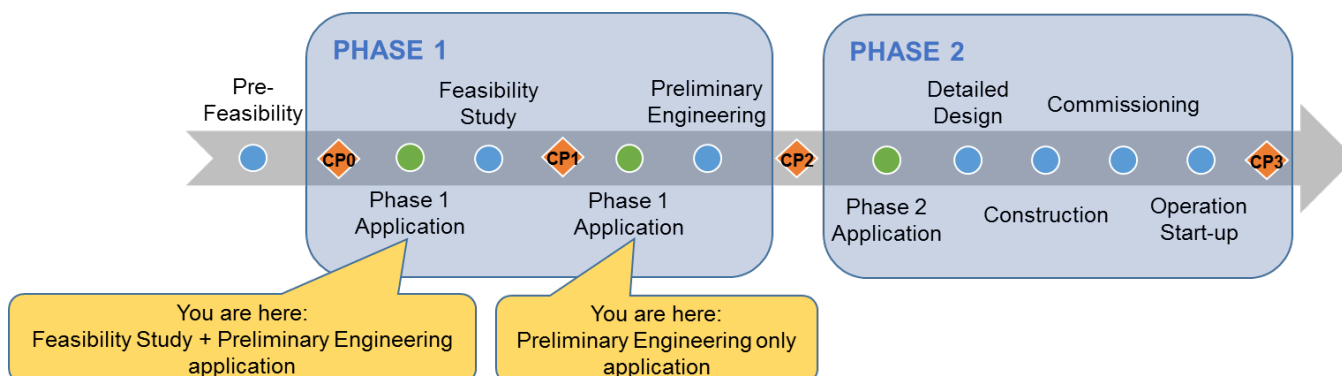 PHASE 1
PHASE 2
Pre-
Feasibility
Feasibility
Study
Preliminary
Engineering
Detailed
Design
Commissioning
CP0
CP1
CP2
CP3
Phase 1
Application
Phase 1
Application
Phase 2
Application
Construction
Operation
Start-up
You are here:
Feasibility Study + Preliminary Engineering
application
You are here:
Preliminary Engineering only
application